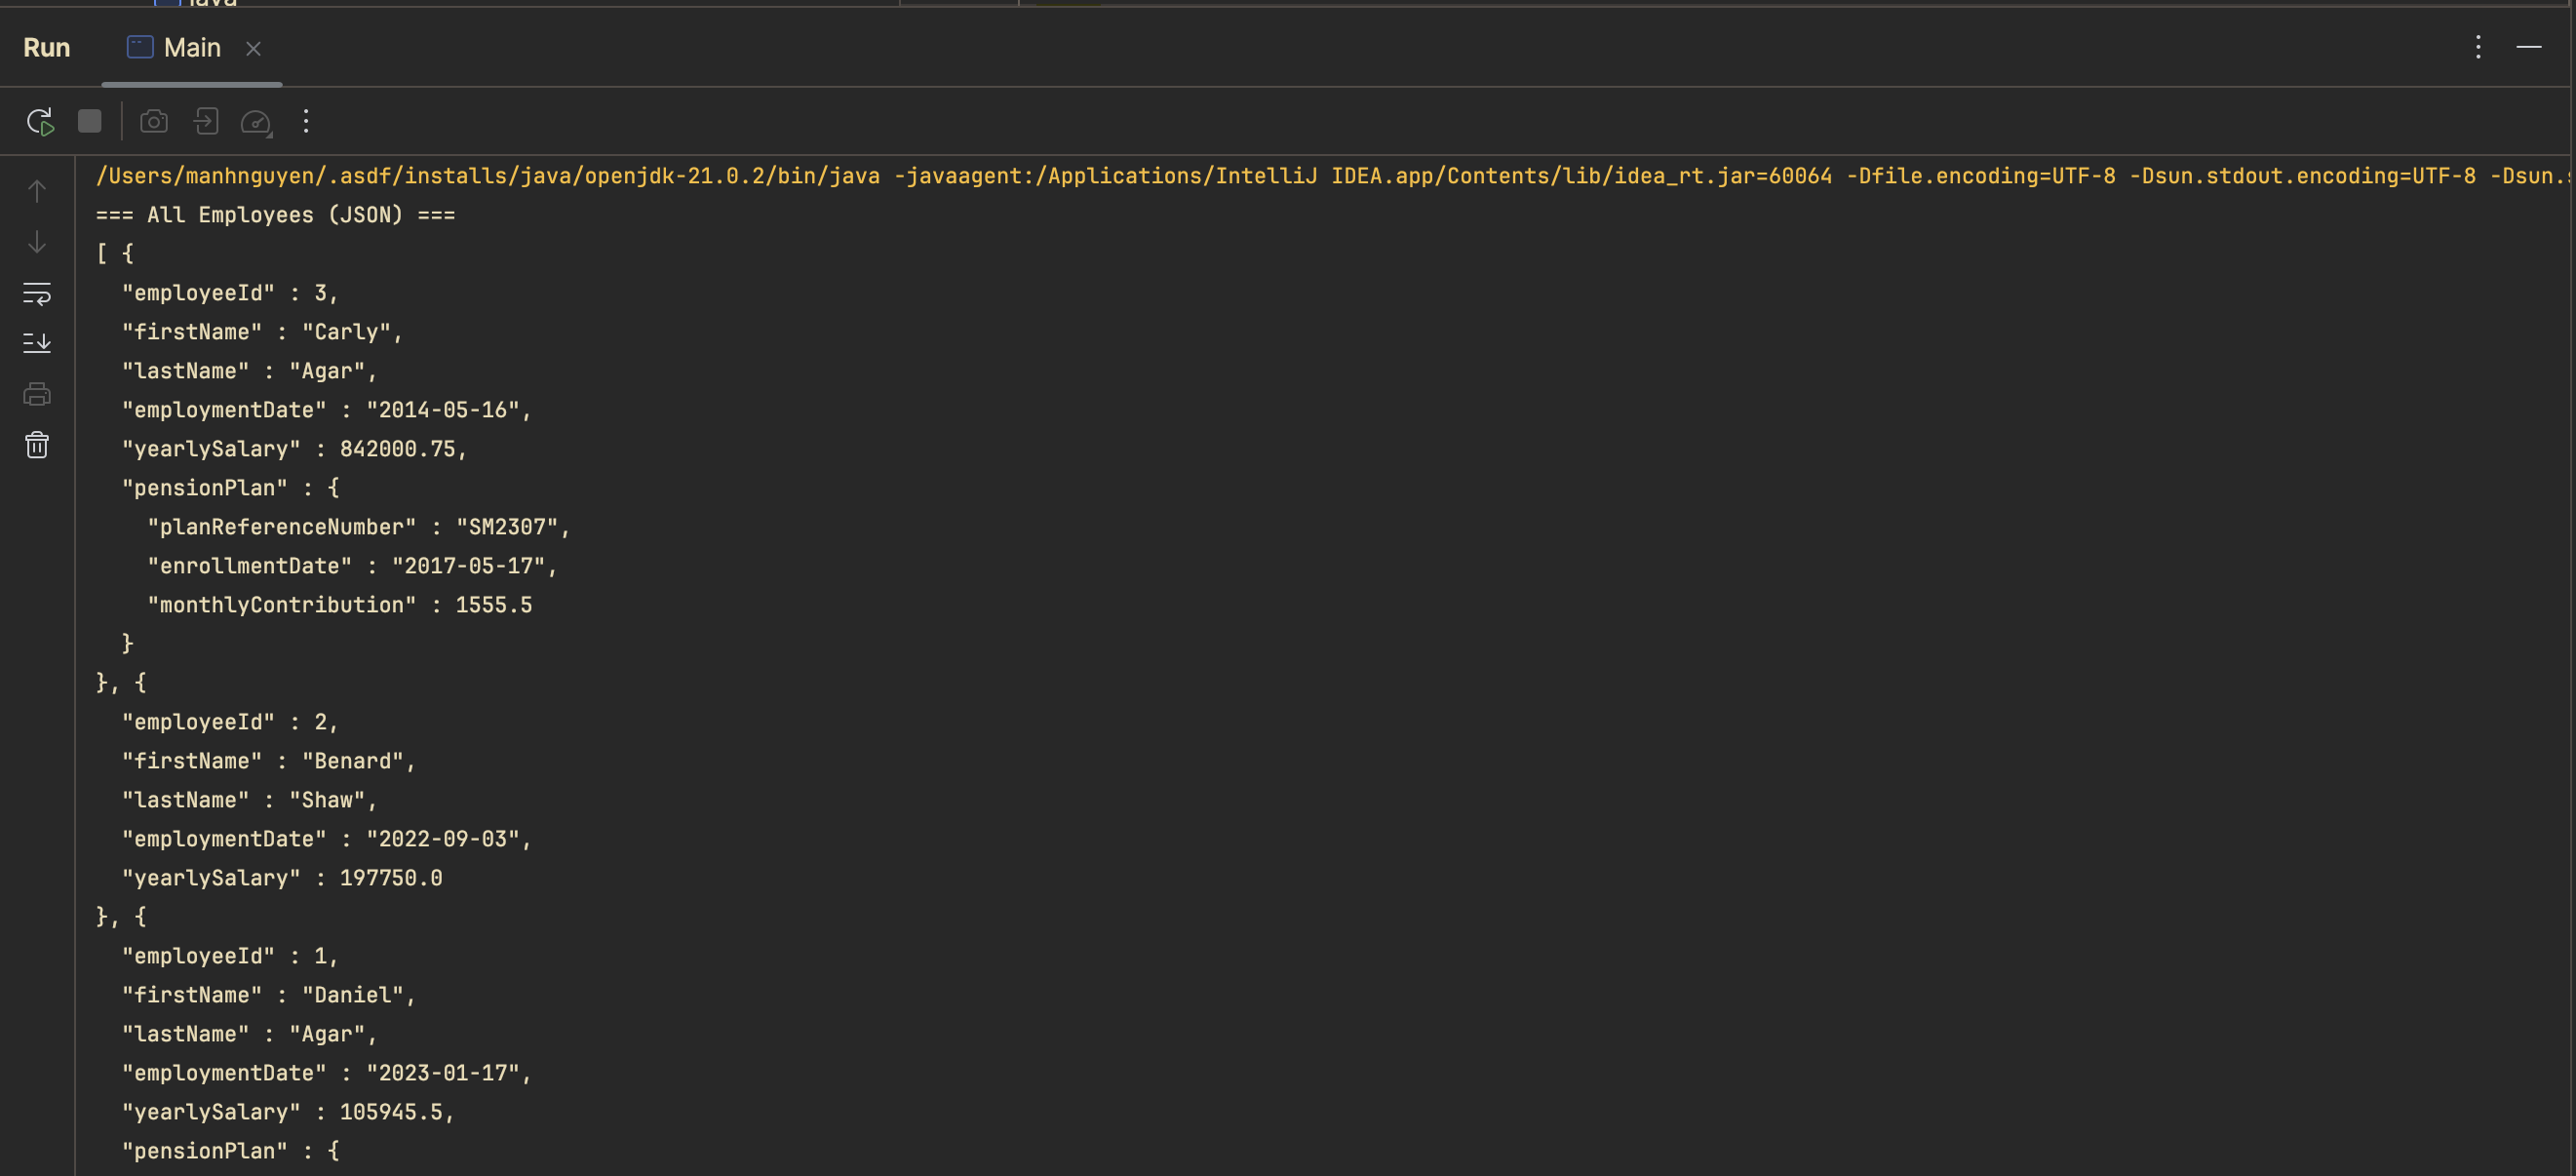 java
Run
Main
/Users/manhnguyen/.asdf/installs/java/openjdk-21.0.2/bin/java -javaagent:/Applications/IntelliJ IDEA.app/Contents/lib/idea_rt.jar=60064 -Dfile.encoding=UTF-8 -Dsun.stdout.encoding=UTF-8 -Dsun.
=== All Employees (JSON) ===
[ {
  "employeeId" : 3,
  "firstName" : "Carly",
  "lastName" : "Agar",
  "employmentDate" : "2014-05-16",
  "yearlySalary" : 842000.75,
  "pensionPlan" : {
    "planReferenceNumber" : "SM2307",
    "enrollmentDate" : "2017-05-17",
    "monthlyContribution" : 1555.5
  }
}, {
  "employeeId" : 2,
  "firstName" : "Benard",
  "lastName" : "Shaw",
  "employmentDate" : "2022-09-03",
  "yearlySalary" : 197750.0
}, {
  "employeeId" : 1,
  "firstName" : "Daniel",
  "lastName" : "Agar",
  "employmentDate" : "2023-01-17",
  "yearlySalary" : 105945.5,
  "pensionPlan" : {